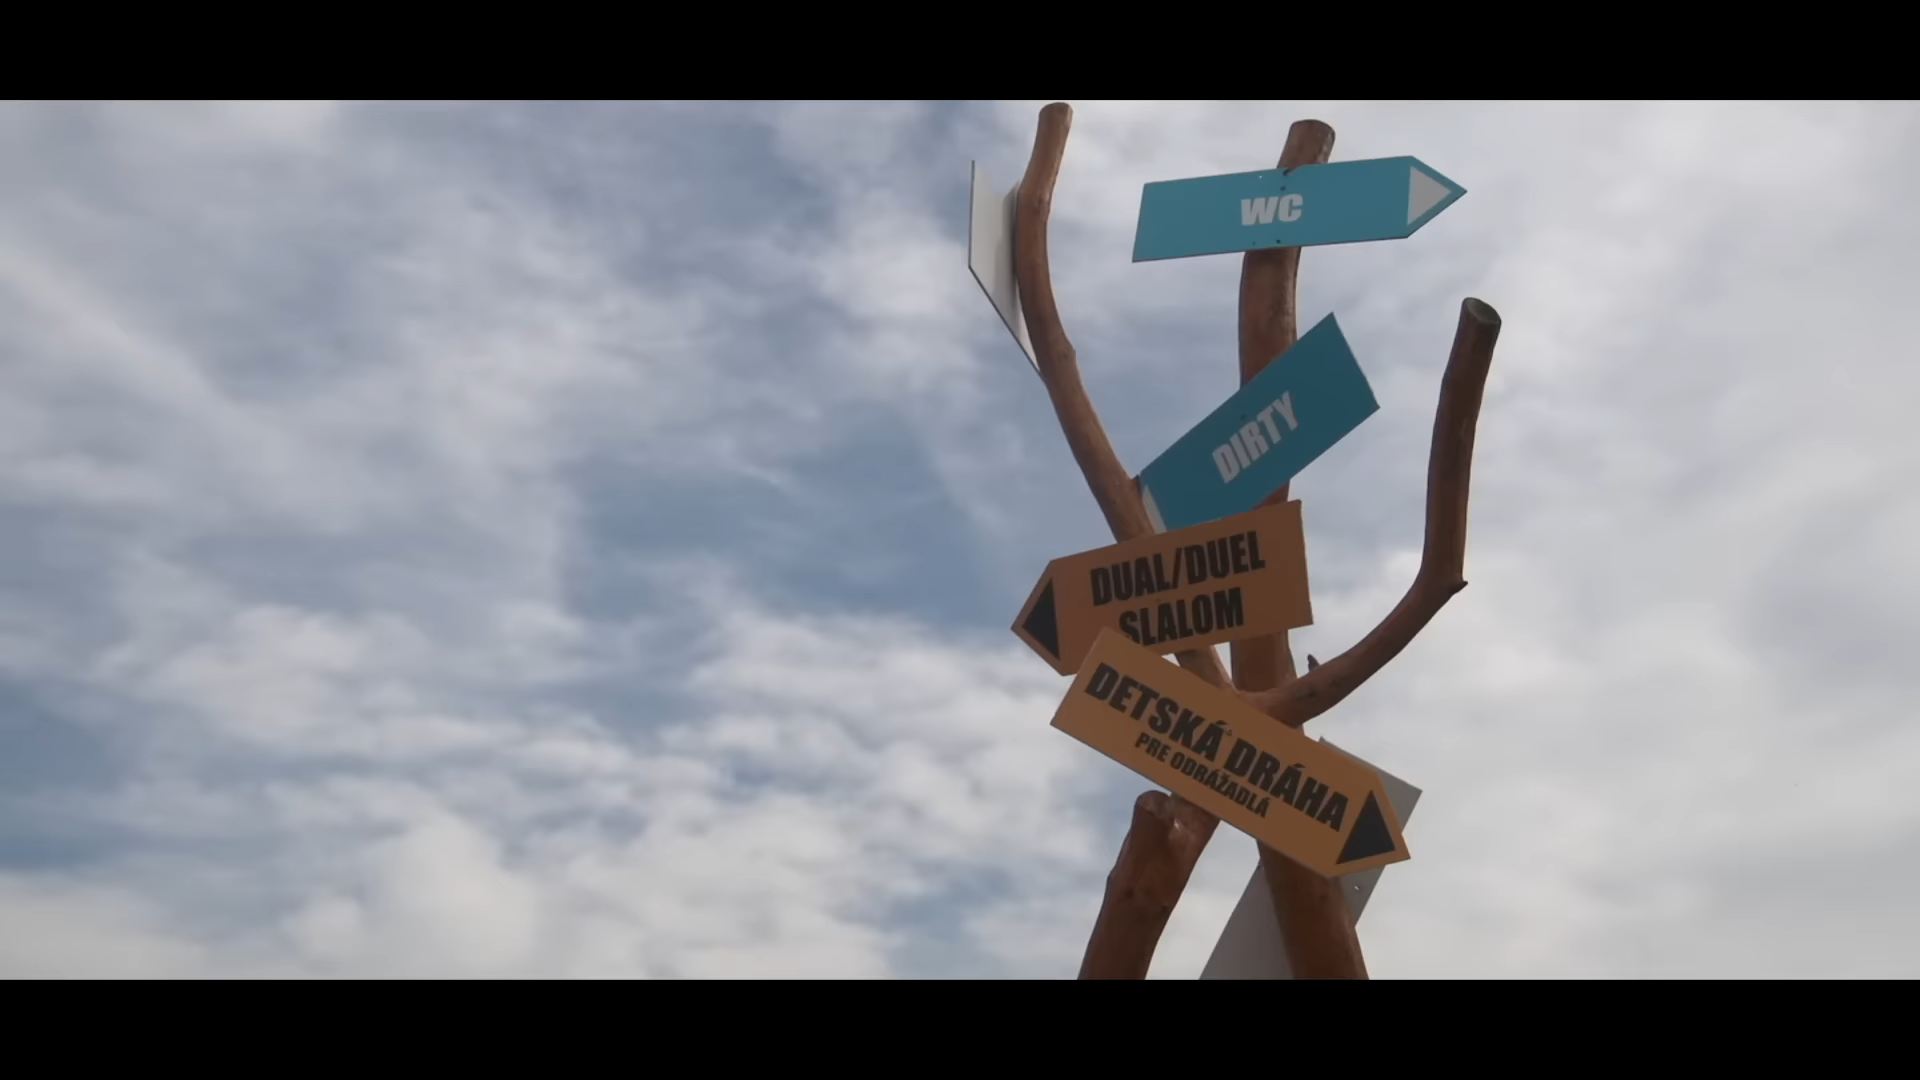 WC
DIRTY
DUAL/DUEL
SLALOM
DETSKÁ DRÁHA
PRE ODRÁŽADLÁ